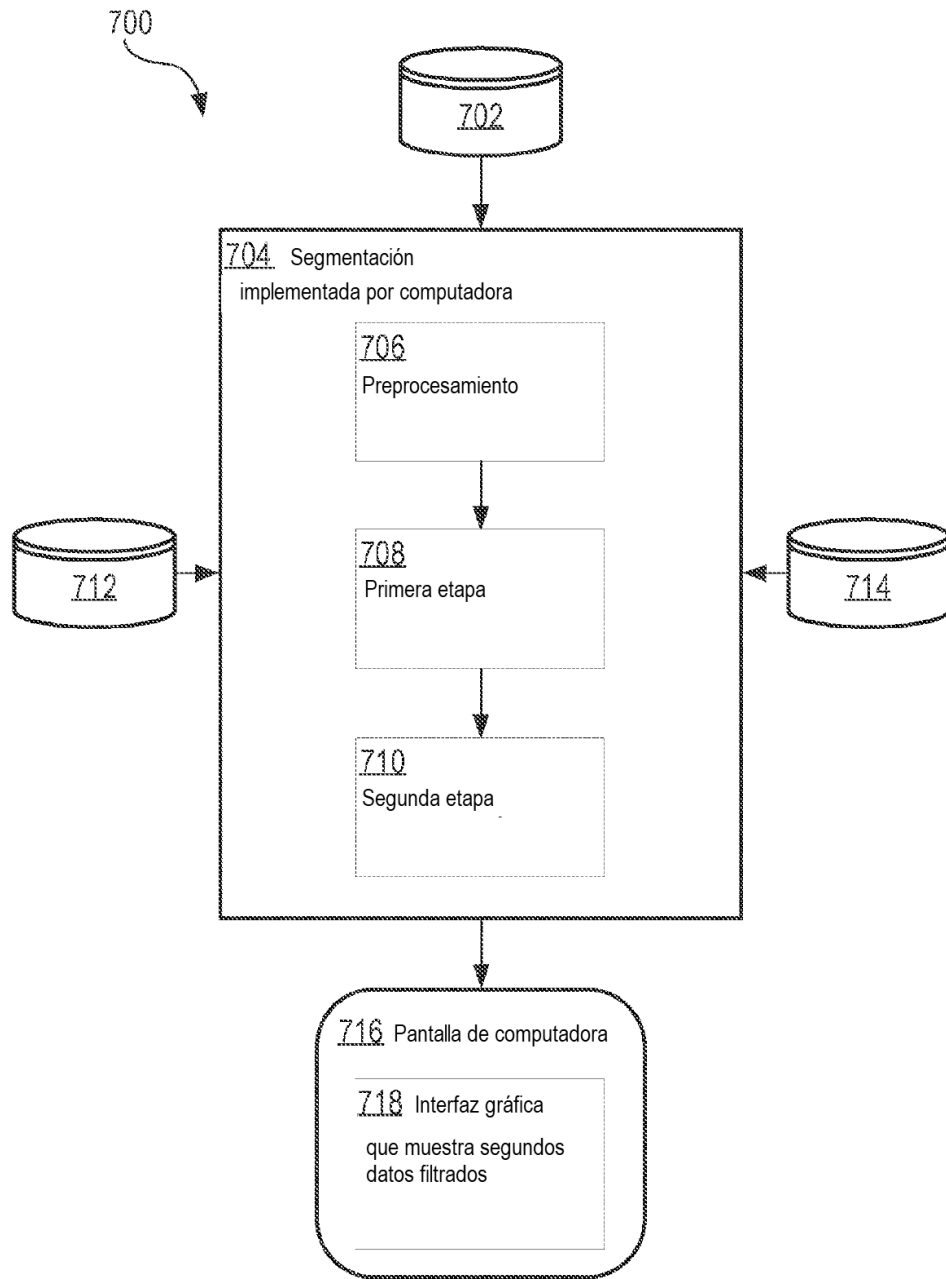 700
702
704 Segmentación
implementada por computadora
706
Preprocesamiento
708
Primera etapa
712
714
710
Segunda etapa
716 Pantalla de computadora
718 Interfaz gráfica
que muestra segundos
datos filtrados